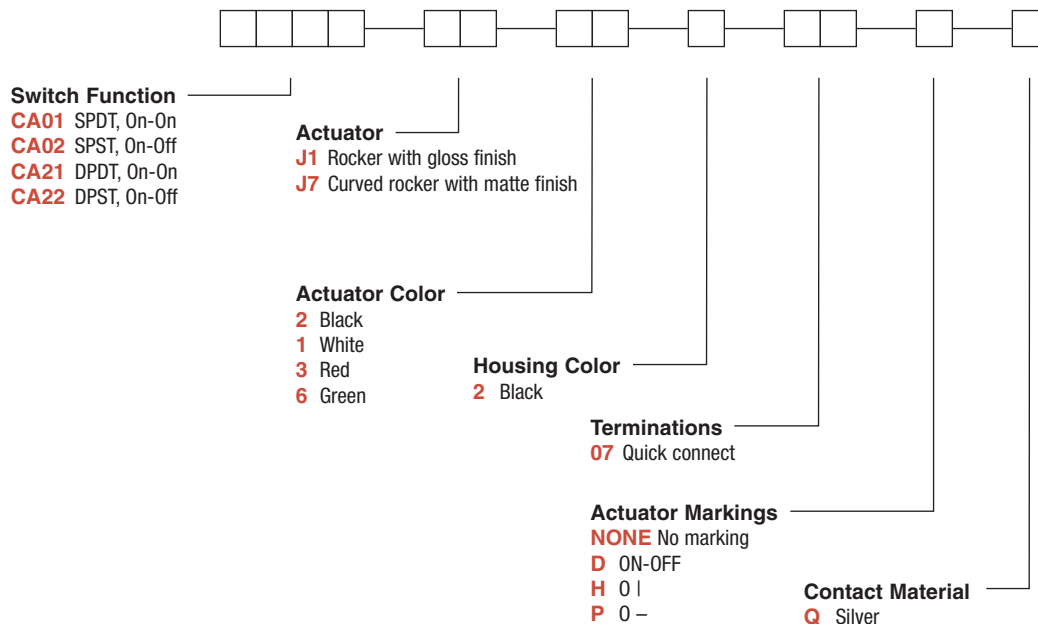 Switch Function
CA01 SPDT, On-On
CA02 SPST, On-Off
CA21 DPDT, On-On
CA22 DPST, On-Off
Actuator
J1 Rocker with gloss finish
J7 Curved rocker with matte finish
Actuator Color
2 Black
1 White
3 Red
6 Green
Housing Color
2 Black
Terminations
07 Quick connect
Actuator Markings
NONE No marking
D ON-OFF
H O |
P O –
Contact Material
Q Silver